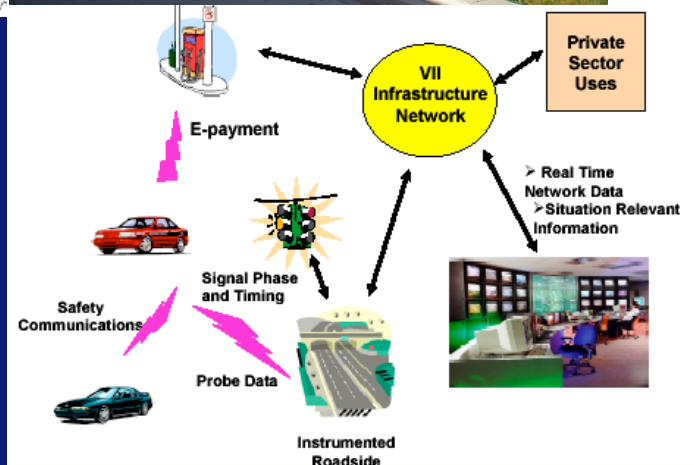 VII
Infrastructure
Network
Private
Sector
Uses
E-payment
➢ Real Time
Network Data
➢Situation Relevant
Information
Signal Phase
and Timing
Safety
Communications
Probe Data
Instrumented
Roadside